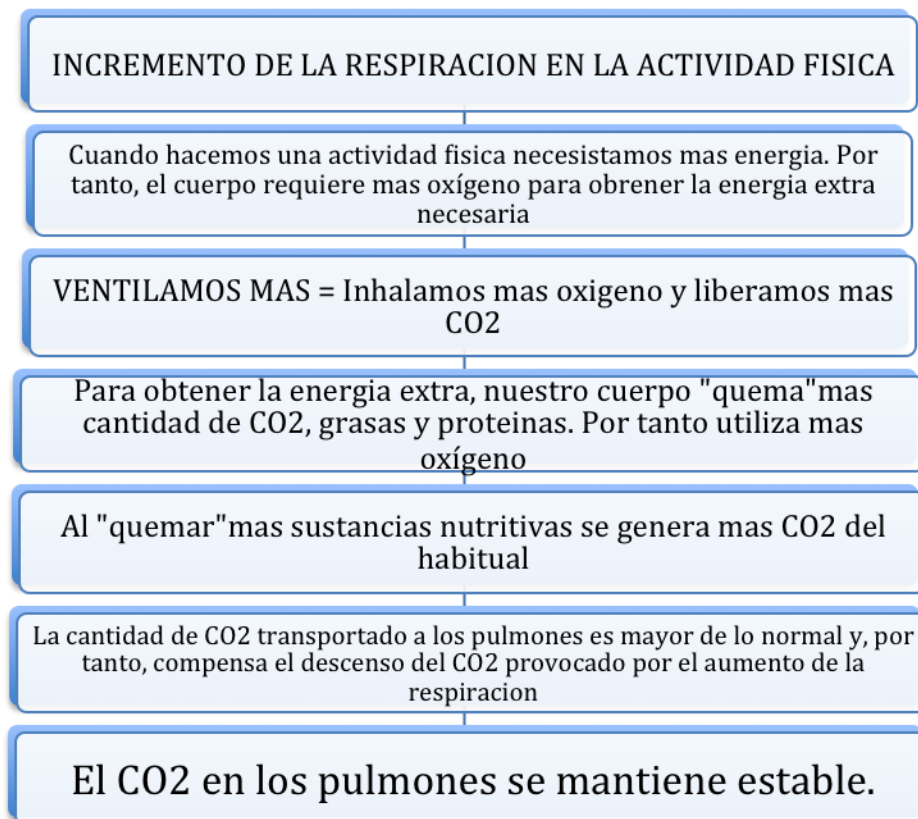 INCREMENTO DE LA RESPIRACION EN LA ACTIVIDAD FISICA
Cuando hacemos una actividad fisica necesistamos mas energia. Por
tanto, el cuerpo requiere mas oxígeno para obrener la energia extra
necesaria
VENTILAMOS MAS = Inhalamos mas oxigeno y liberamos mas
CO2
Para obtener la energia extra, nuestro cuerpo "quema"mas
cantidad de CO2, grasas y proteinas. Por tanto utiliza mas
oxígeno
Al "quemar"mas sustancias nutritivas se genera mas CO2 del
habitual
La cantidad de CO2 transportado a los pulmones es mayor de lo normal y, por
tanto, compensa el descenso del CO2 provocado por el aumento de la
respiracion
El CO2 en los pulmones se mantiene estable.